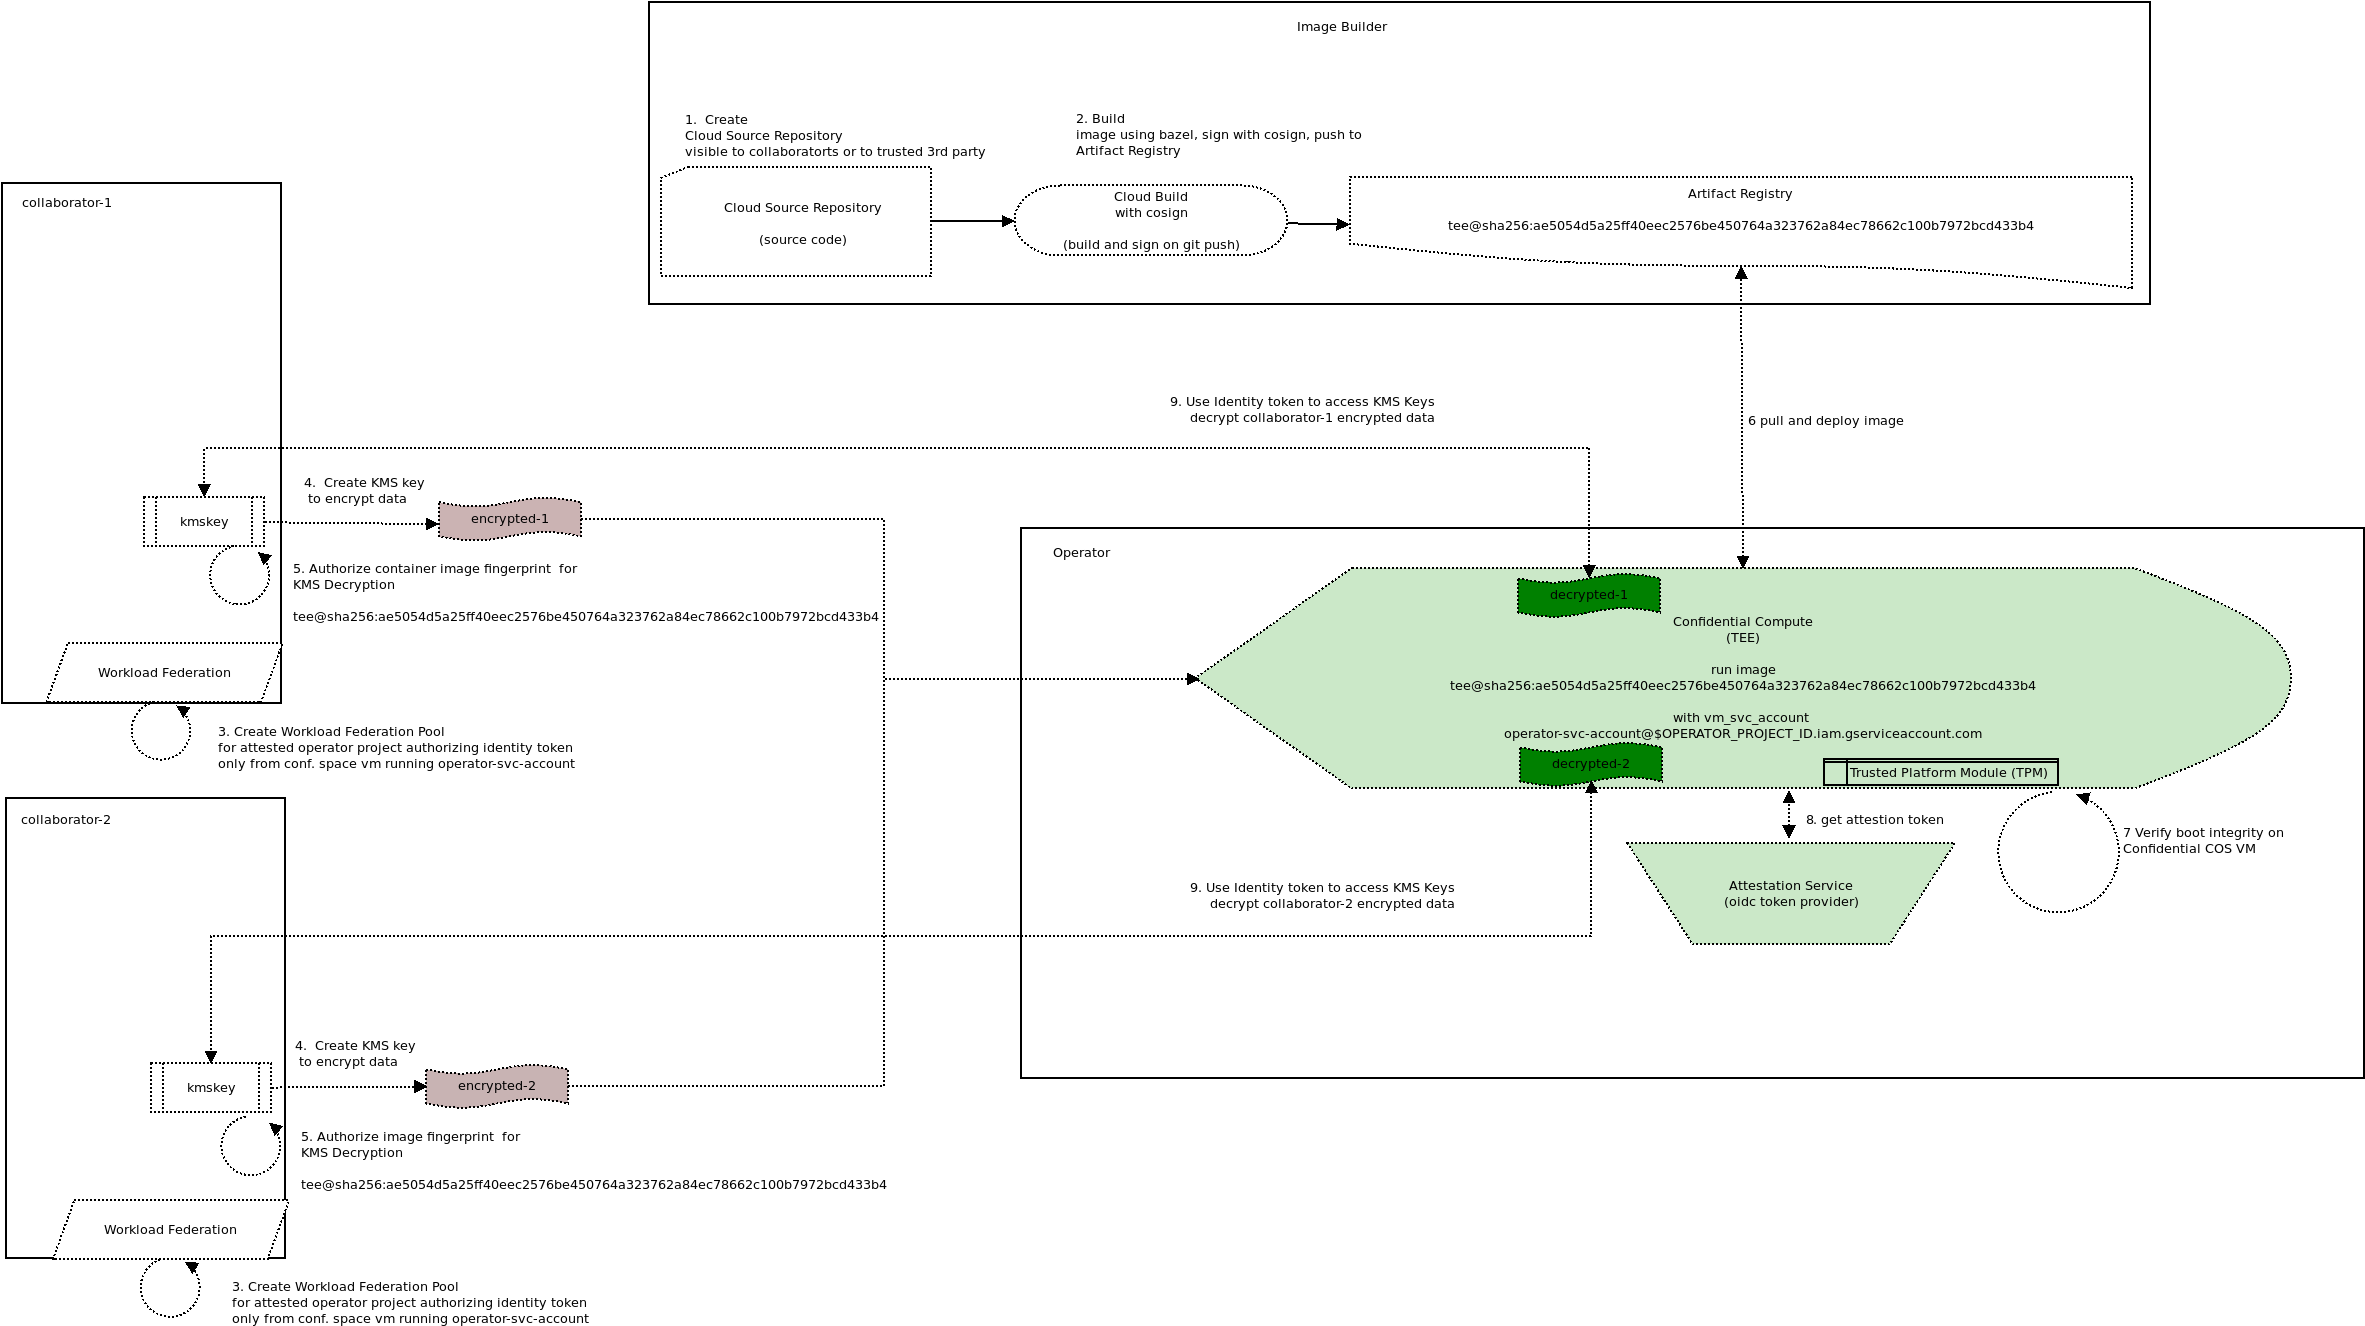 Image Builder
1.  Create
Cloud Source Repository
visible to collaboratorts or to trusted 3rd party
2. Build
image using bazel, sign with cosign, push to
Artifact Registry
Cloud Source Repository
(source code)
Cloud Build
with cosign
(build and sign on git push)
Artifact Registry
tee@sha256:ae5054d5a25ff40eec2576be450764a323762a84ec78662c100b7972bcd433b4
collaborator-1
9. Use Identity token to access KMS Keys
decrypt collaborator-1 encrypted data
6 pull and deploy image
4.  Create KMS key
to encrypt data
kmskey
encrypted-1
5. Authorize container image fingerprint  for
KMS Decryption
tee@sha256:ae5054d5a25ff40eec2576be450764a323762a84ec78662c100b7972bcd433b4
Workload Federation
3. Create Workload Federation Pool
for attested operator project authorizing identity token
only from conf. space vm running operator-svc-account
Operator
decrypted-1
Confidential Compute
(TEE)
run image
tee@sha256:ae5054d5a25ff40eec2576be450764a323762a84ec78662c100b7972bcd433b4
with vm_svc_account
operator-svc-account@$OPERATOR_PROJECT_ID.iam.gserviceaccount.com
decrypted-2
Trusted Platform Module (TPM)
8. get attestion token
7 Verify boot integrity on
Confidential COS VM
Attestation Service
(oidc token provider)
9. Use Identity token to access KMS Keys
decrypt collaborator-2 encrypted data
collaborator-2
4.  Create KMS key
to encrypt data
kmskey
encrypted-2
5. Authorize image fingerprint  for
KMS Decryption
tee@sha256:ae5054d5a25ff40eec2576be450764a323762a84ec78662c100b7972bcd433b4
Workload Federation
3. Create Workload Federation Pool
for attested operator project authorizing identity token
only from conf. space vm running operator-svc-account